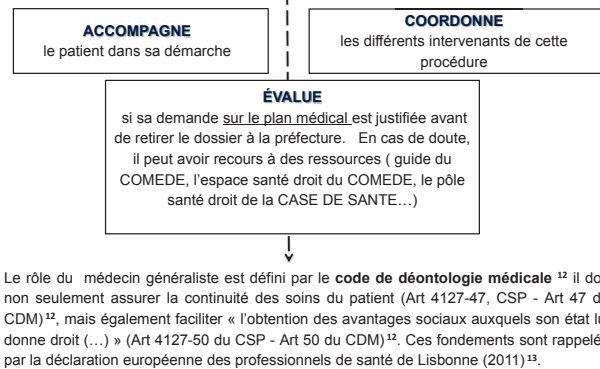 ACCOMPAGNE
le patient dans sa démarche
COORDONNE
les différents intervenants de cette
procédure
ÉVALUE
si sa demande sur le plan médical est justifiée avant
de retirer le dossier à la préfecture. En cas de doute,
il peut avoir recours à des ressources ( guide du
COMEDE, l'espace santé droit du COMEDE, le pôle
santé droit de la CASE DE SANTE…)
Le rôle du médecin généraliste est défini par le code de déontologie médicale 12 il do
non seulement assurer la continuité des soins du patient (Art 4127-47, CSP - Art 47 d
CDM)12, mais également faciliter « l'obtention des avantages sociaux auxquels son état lu
donne droit (…) » (Art 4127-50 du CSP - Art 50 du CDM)12. Ces fondements sont rappelé
par la déclaration européenne des professionnels de santé de Lisbonne (2011)13.